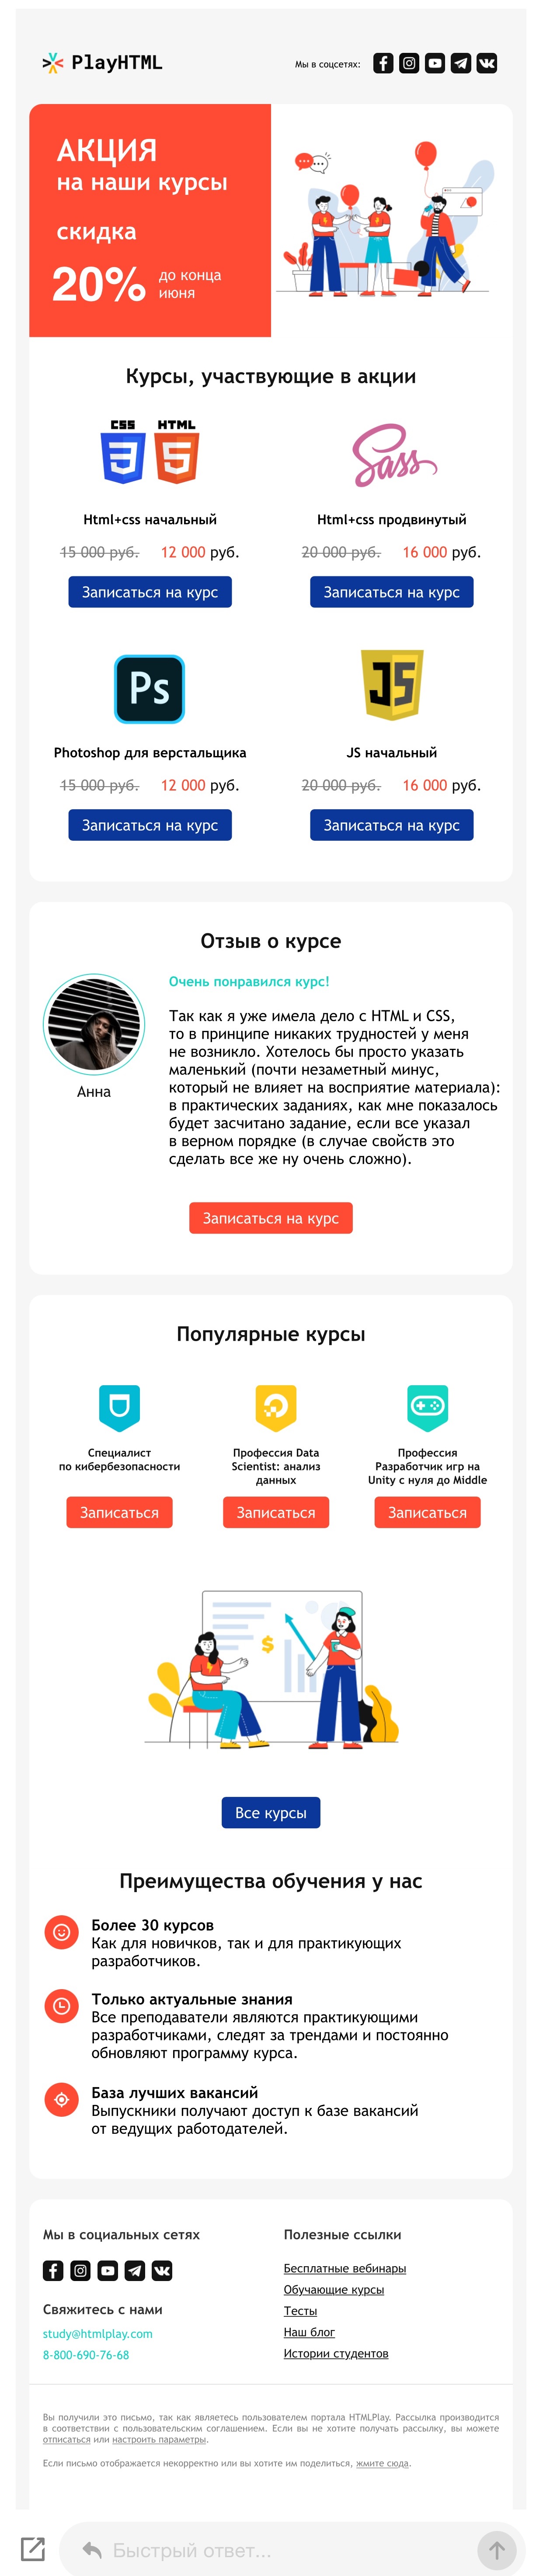 PlayHTML
Мы в соцсетях:
АКЦИЯ
на наши курсы
скидка
20%
до конца
июня
Курсы, участвующие в акции
CSS HTML
Sass
Html+css начальный
Html+css продвинутый
15 000 руб. 12 000 руб.
20 000 руб. 16 000 руб.
Записаться на курс
Записаться на курс
Ps
JS
Photoshop для верстальщика
JS начальный
15 000 руб. 12 000 руб.
20 000 руб. 16 000 руб.
Записаться на курс
Записаться на курс
Отзыв о курсе
Анна
Очень понравился курс!
Так как я уже имела дело с HTML и CSS,
то в принципе никаких трудностей у меня
не возникло. Хотелось бы просто указать
маленький (почти незаметный минус,
который не влияет на восприятие материала):
в практических заданиях, как мне показалось
будет засчитано задание, если все указал
в верном порядке (в случае свойств это
сделать все же ну очень сложно).
Записаться на курс
Популярные курсы
Специалист
по кибербезопасности
Профессия Data
Scientist: анализ
данных
Профессия
Разработчик игр на
Unity с нуля до Middle
Записаться
Записаться
Записаться
$
Все курсы
Преимущества обучения у нас
Более 30 курсов
Как для новичков, так и для практикующих
разработчиков.
Только актуальные знания
Все преподаватели являются практикующими
разработчиками, следят за трендами и постоянно
обновляют программу курса.
База лучших вакансий
Выпускники получают доступ к базе вакансий
от ведущих работодателей.
Мы в социальных сетях
Свяжитесь с нами
study@htmlplay.com
8-800-690-76-68
Полезные ссылки
Бесплатные вебинары
Обучающие курсы
Тесты
Наш блог
Истории студентов
Вы получили это письмо, так как являетесь пользователем портала HTMLPlay. Рассылка производится
в соответствии с пользовательским соглашением. Если вы не хотите получать рассылку, вы можете
отписаться или настроить параметры.
Если письмо отображается некорректно или вы хотите им поделиться, жмите сюда.
Быстрый ответ...